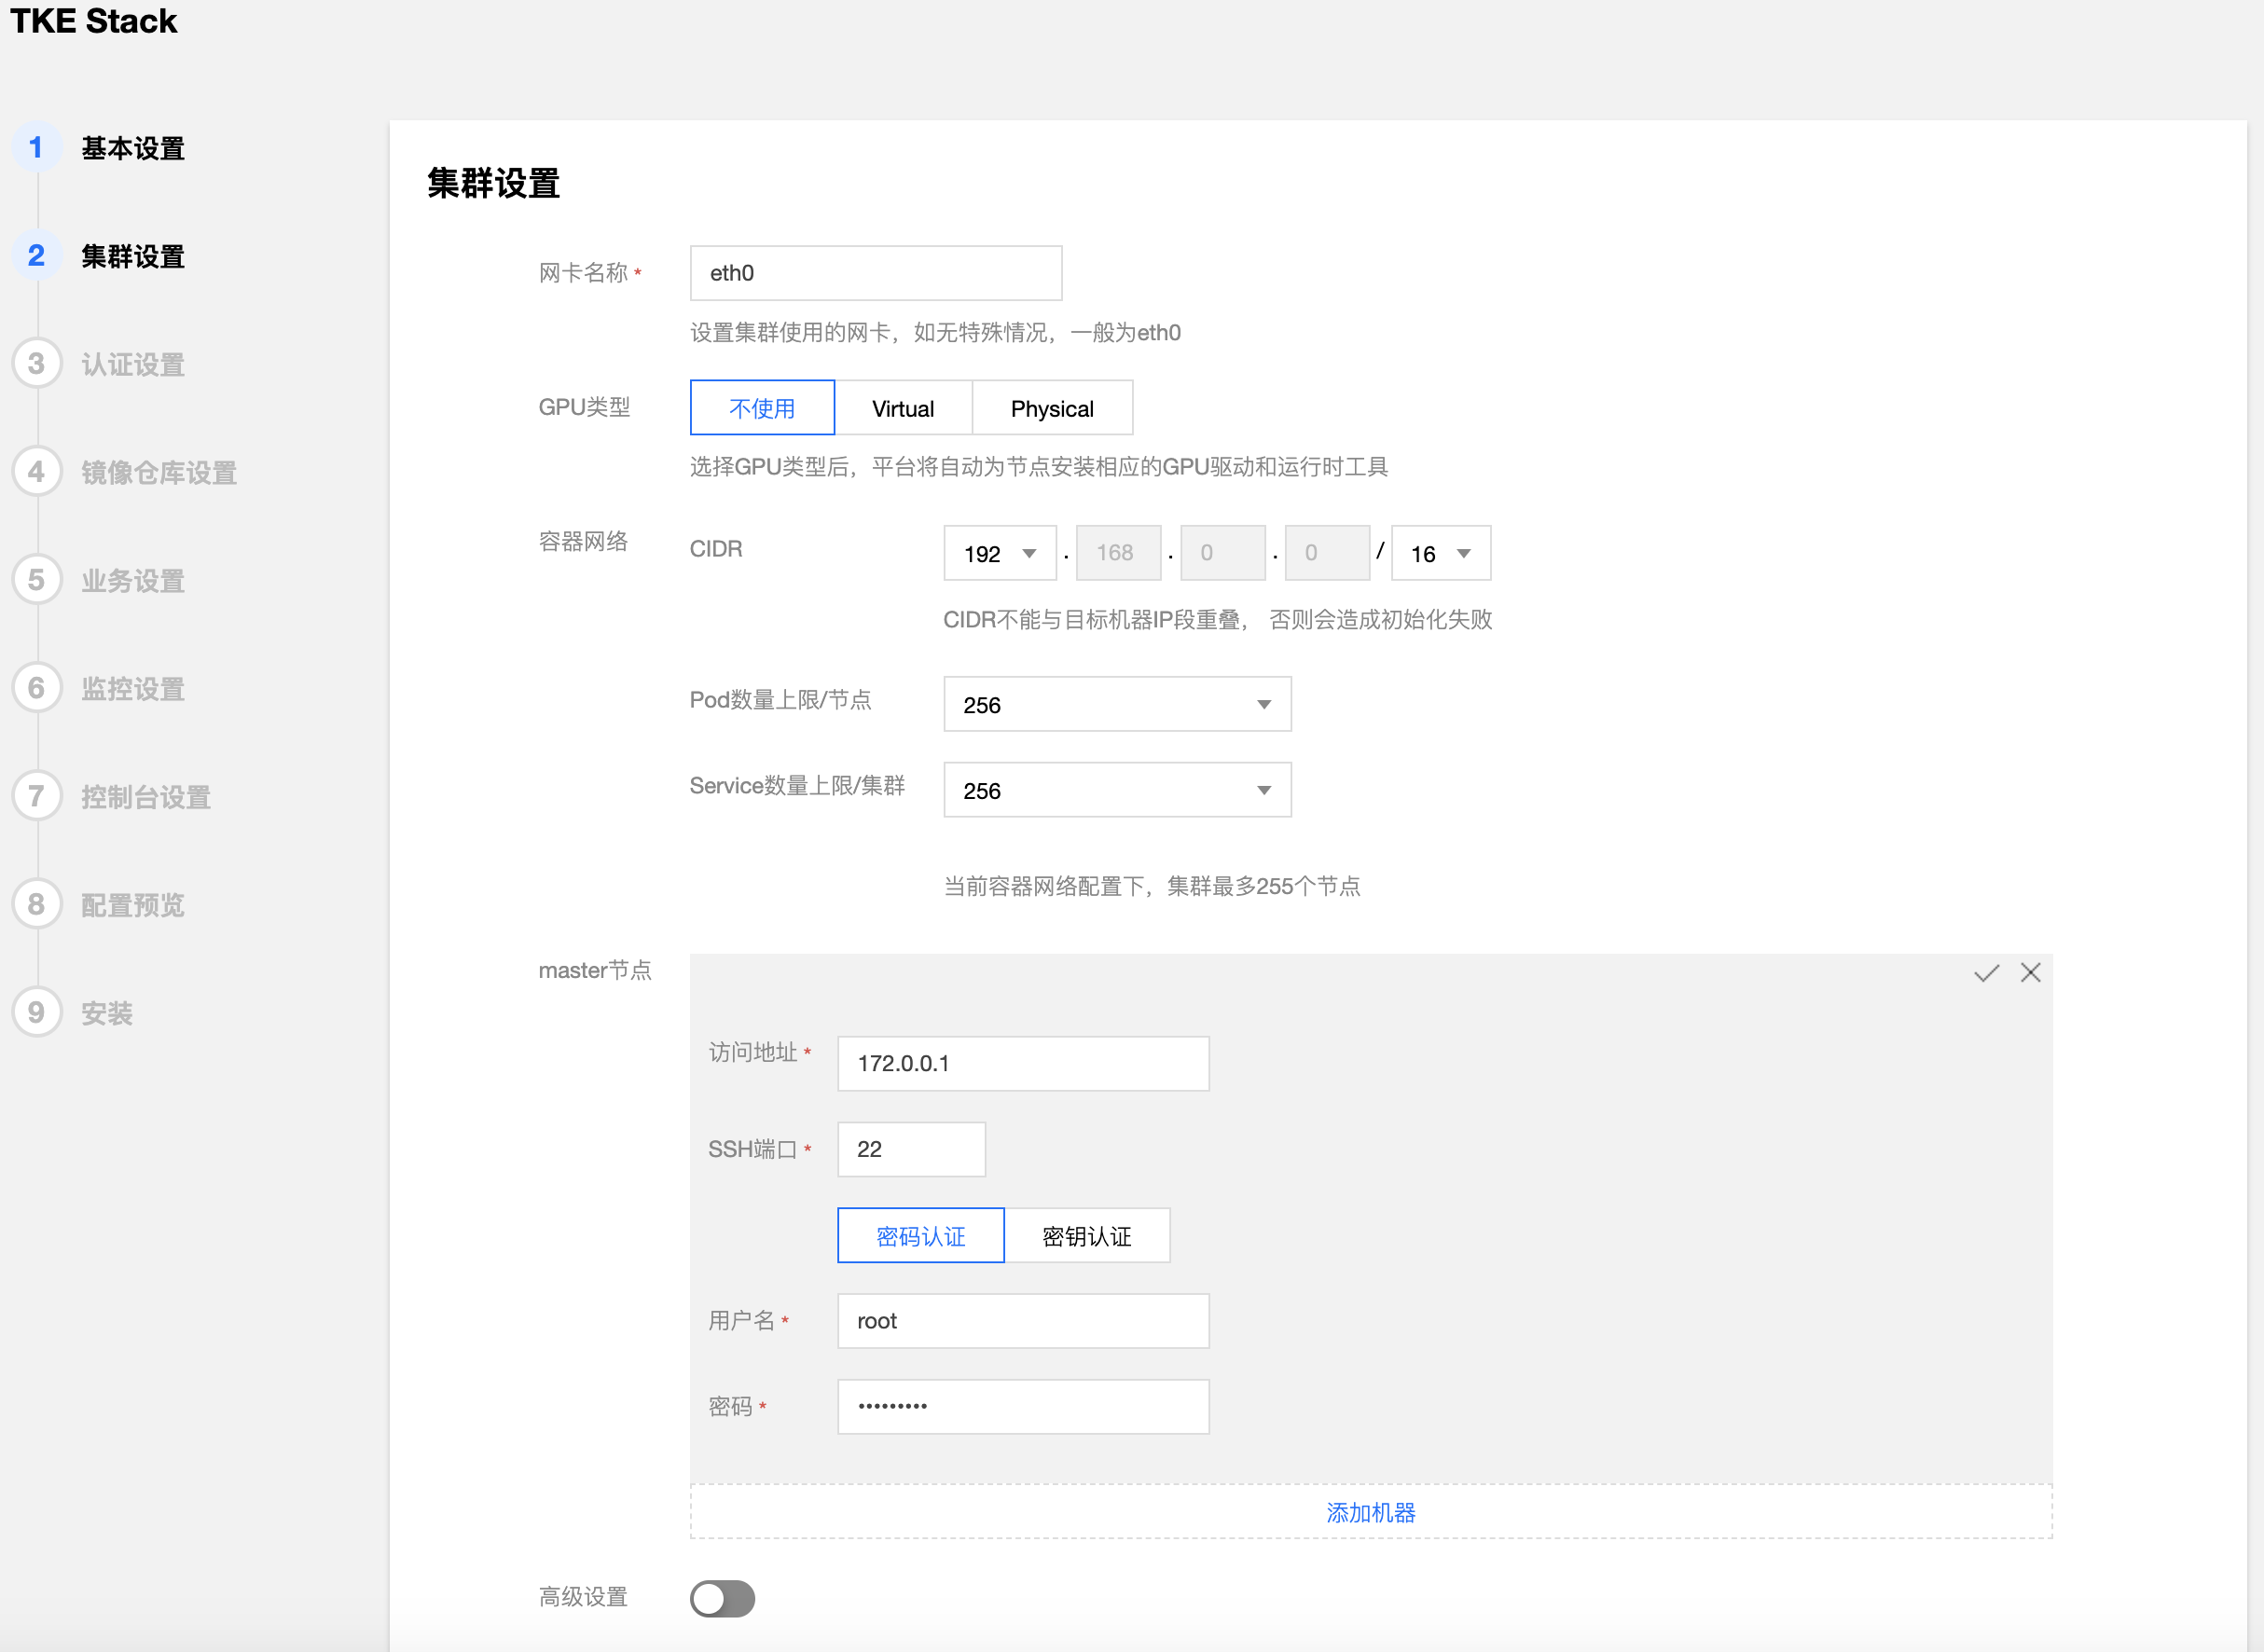 TKE Stack
1 基本设置
2 集群设置
3 认证设置
4 镜像仓库设置
5 业务设置
6 监控设置
7 控制台设置
8 配置预览
9 安装
集群设置
网卡名称* eth0
设置集群使用的网卡，如无特殊情况，一般为eth0
GPU类型 不使用 Virtual Physical
选择GPU类型后，平台将自动为节点安装相应的GPU驱动和运行时工具
容器网络 CIDR 192 . 168 . 0 . 0 / 16
CIDR不能与目标机器IP段重叠， 否则会造成初始化失败
Pod数量上限/节点 256
Service数量上限/集群 256
当前容器网络配置下，集群最多255个节点
master节点
访问地址* 172.0.0.1
SSH端口* 22
密码认证 密钥认证
用户名* root
密码* •••••••••
添加机器
高级设置